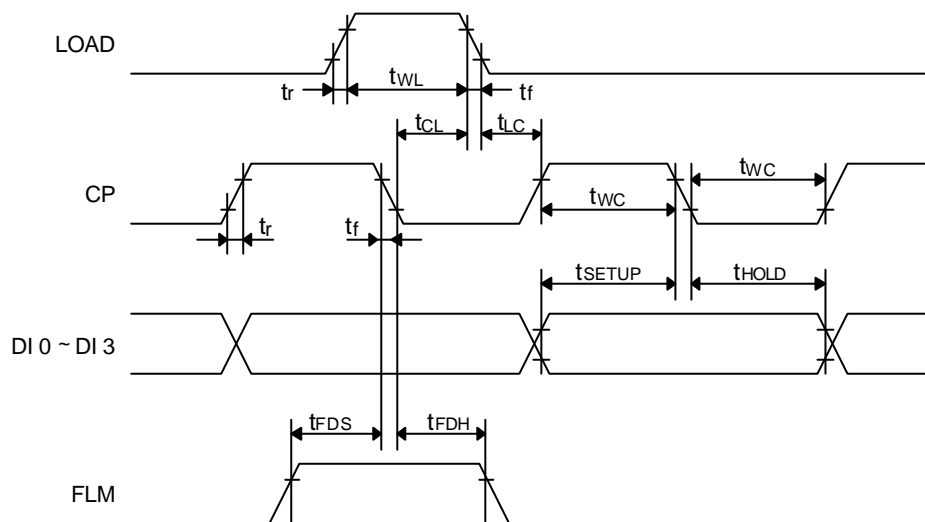 LOAD
tr
tWL
tf
tCL
tLC
CP
tr
tf
tWC
tWC
tSETUP
tHOLD
DI 0 ~ DI 3
tFDS
tFDH
FLM